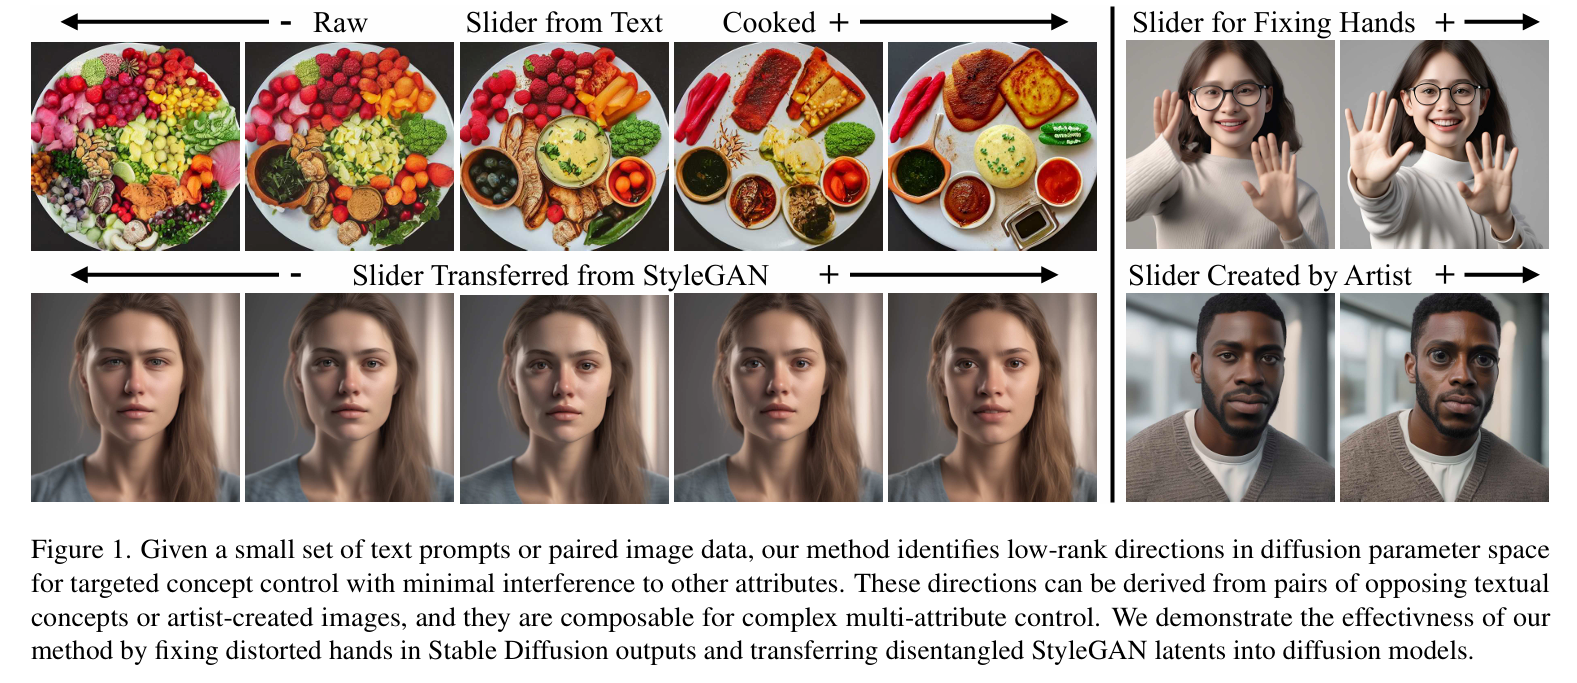 - Raw Slider from Text Cooked +
Slider for Fixing Hands +
- Slider Transferred from StyleGAN +
Slider Created by Artist +
Figure 1. Given a small set of text prompts or paired image data, our method identifies low-rank directions in diffusion parameter space
for targeted concept control with minimal interference to other attributes. These directions can be derived from pairs of opposing textual
concepts or artist-created images, and they are composable for complex multi-attribute control. We demonstrate the effectivness of our
method by fixing distorted hands in Stable Diffusion outputs and transferring disentangled StyleGAN latents into diffusion models.